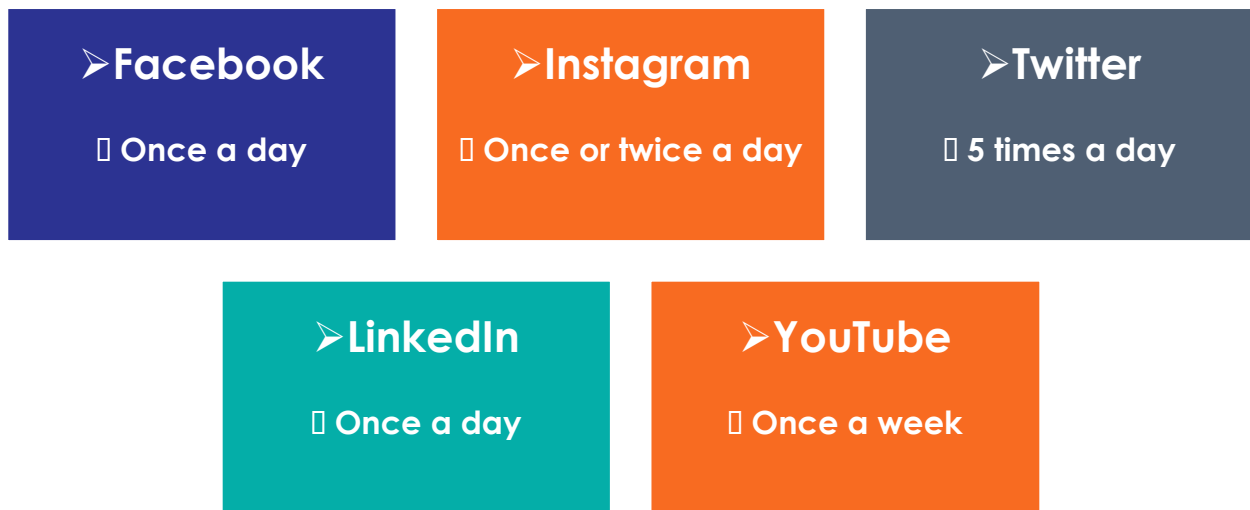 ➢Facebook
▯ Once a day
➢Instagram
▯ Once or twice a day
➢Twitter
▯ 5 times a day
➢LinkedIn
▯ Once a day
➢YouTube
▯ Once a week